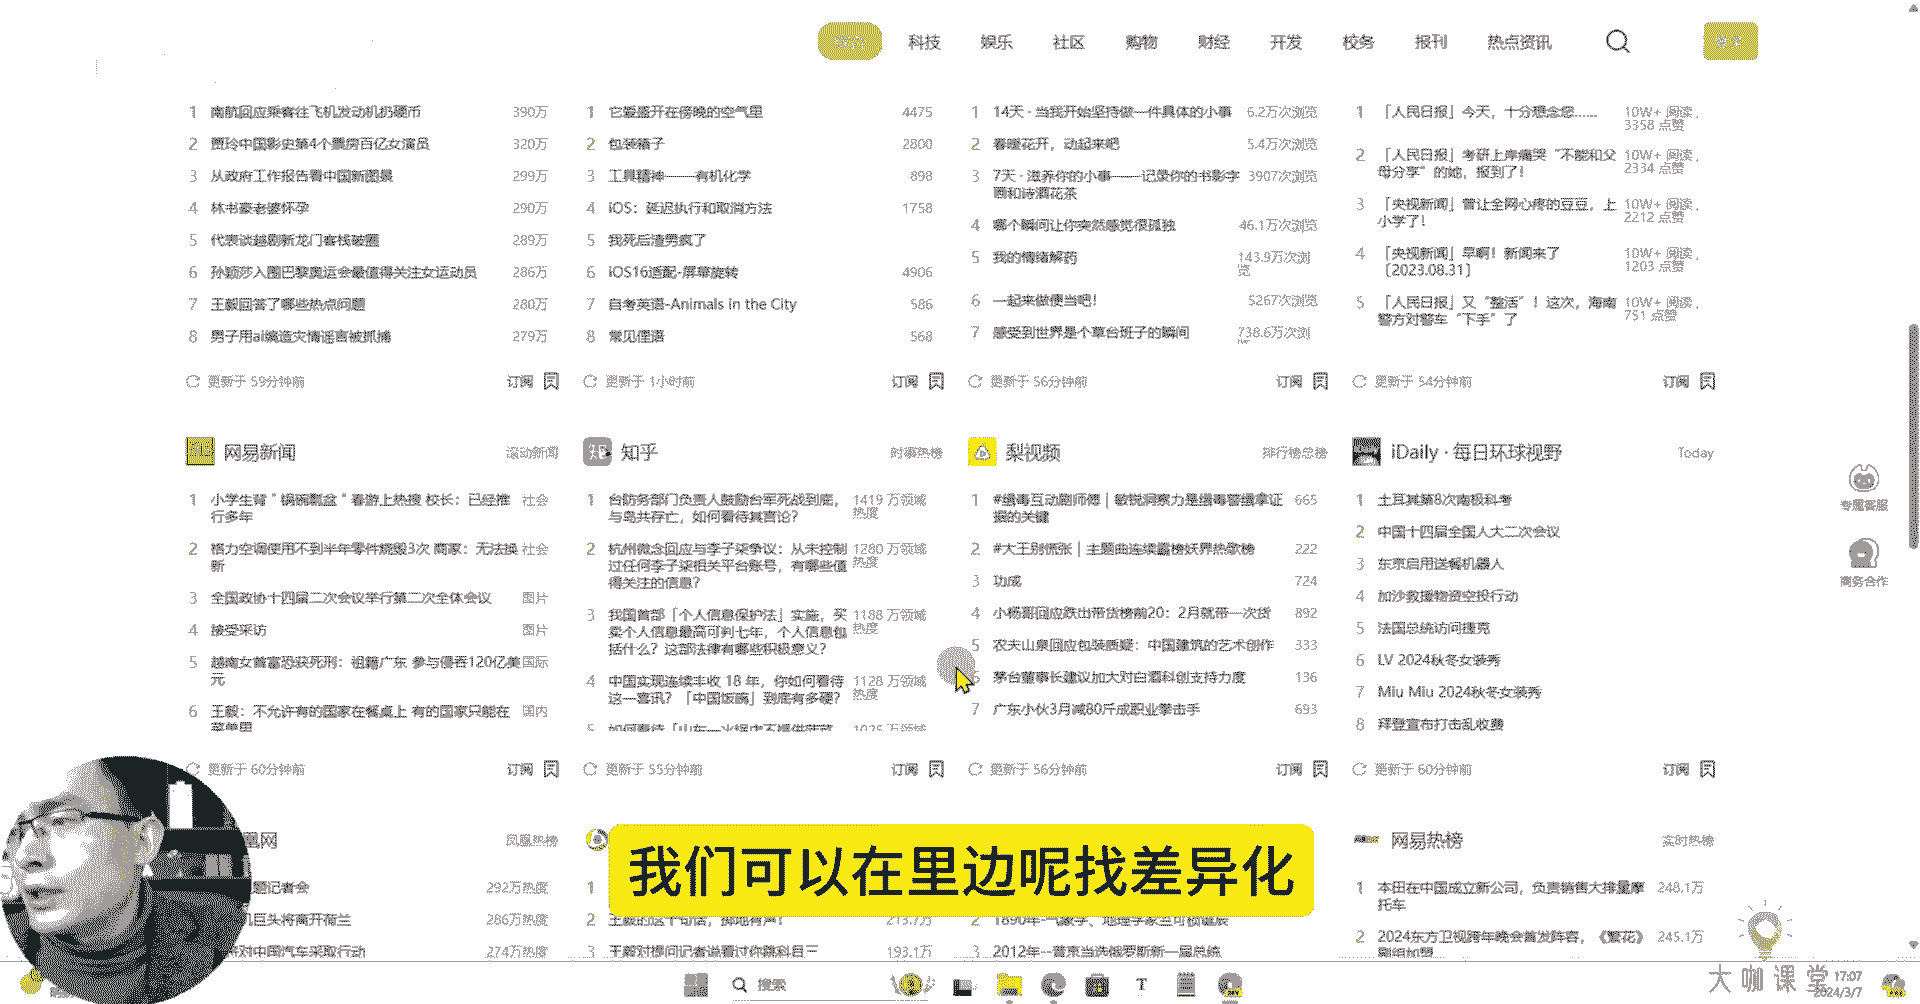 科技 娱乐 社区 购物 财经 开发 校务 报刊 热点资讯
1 南航回应乘客往飞机发动机扔硬币 390万
2 贾玲中国影史第4个票房百亿女演员 320万
3 从政府工作报告看中国新图景 299万
4 林书豪老婆怀孕 290万
5 代表谈越剧新龙门客栈破圈 289万
6 孙颖莎入围巴黎奥运会最值得关注女运动员 286万
7 王毅回答了哪些热点问题 280万
8 男子用ai编造灾情谣言被抓捕 279万
更新于 59分钟前 订阅
1 它爱盛开在傍晚的空气里 4475
2 包装箱子 2800
3 工具精神——有机化学 898
4 iOS：延迟执行和取消方法 1758
5 我死后渣男疯了
6 iOS16适配-屏幕旋转 4906
7 自考英语-Animals in the City 586
8 常见俚语 568
更新于 1小时前 订阅
1 14天 · 当我开始坚持做一件具体的小事 6.2万次浏览
2 春暖花开，动起来吧 5.4万次浏览
3 7天 · 滋养你的小事——记录你的书影字 3907次浏览
画和诗酒花茶
4 哪个瞬间让你突然感觉很孤独 46.1万次浏览
5 我的情绪解药 143.9万次浏
览
6 一起来做便当吧！ 5267次浏览
7 感受到世界是个草台班子的瞬间 738.6万次浏
更新于 56分钟前 订阅
1 「人民日报」今天，十分想念您…… 10W+ 阅读，
3358 点赞
2 「人民日报」考研上岸痛哭“不能和父 10W+ 阅读，
母分享”的她，报到了！ 2334 点赞
3 「央视新闻」曾让全网心疼的豆豆，上 10W+ 阅读，
小学了！ 2212 点赞
4 「央视新闻」早啊！新闻来了 10W+ 阅读，
〔2023.08.31〕 1203 点赞
5 「人民日报」又“整活”！这次，海南 10W+ 阅读，
警方对警车“下手”了 751 点赞
更新于 54分钟前 订阅
网易新闻 滚动新闻
1 小学生背"锅碗瓢盆"春游上热搜 校长：已经推 社会
行多年
2 格力空调使用不到半年零件烧毁3次 商家：无法换 社会
新
3 全国政协十四届二次会议举行第二次全体会议 图片
4 接受采访 图片
5 越南女首富恐获死刑：祖籍广东 参与侵吞120亿美 国际
元
6 王毅：不允许有的国家在餐桌上 有的国家只能在 国内
菜单里
更新于 60分钟前 订阅
知乎 时事热榜
1 台防务部门负责人鼓励台军死战到底， 1419 万领域
与岛共存亡，如何看待其言论？ 热度
2 杭州微念回应与李子柒争议：从未控制 1280 万领域
过任何李子柒相关平台账号，有哪些值 热度
得关注的信息？
3 我国首部「个人信息保护法」实施，买 1188 万领域
卖个人信息最高可判七年，个人信息包 热度
括什么？这部法律有哪些积极意义？
4 中国实现连续丰收 18 年，你如何看待 1128 万领域
这一喜讯？「中国饭碗」到底有多硬？ 热度
更新于 55分钟前 订阅
梨视频 排行榜总榜
1 #缉毒互动剧师傅｜敏锐洞察力是缉毒警缉拿证 665
据的关键
2 #大王别慌张｜主题曲连续霸榜妖界热歌榜 222
3 功成 724
4 小杨哥回应跌出带货榜前20：2月就带一次货 892
5 农夫山泉回应包装质疑：中国建筑的艺术创作 333
6 茅台董事长建议加大对白酒科创支持力度 136
7 广东小伙3月减80斤成职业拳击手 693
更新于 56分钟前 订阅
iDaily · 每日环球视野 Today
1 土耳其第8次南极科考
2 中国十四届全国人大二次会议
3 东京启用送餐机器人
4 加沙救援物资空投行动
5 法国总统访问捷克
6 LV 2024秋冬女装秀
7 Miu Miu 2024秋冬女装秀
8 拜登宣布打击乱收费
更新于 60分钟前 订阅
专属客服
商务合作
凰网 凤凰热榜
题记者会 292万热度
机巨头将离开荷兰 286万热度
对中国汽车采取行动 274万热度
1
2 王毅的这个句话，掷地有声！ 213.7万
3 王毅对提问记者说看过你跳科目三 193.1万
3 2012年--普京当选俄罗斯新一届总统
网易热榜 实时热榜
1 本田在中国成立新公司，负责销售大排量摩 248.1万
托车
2 2024东方卫视跨年晚会首发阵容，《繁花》 245.1万
剧组加盟
我们可以在里边呢找差异化
大咖课堂
搜索
17:07
2024/3/7